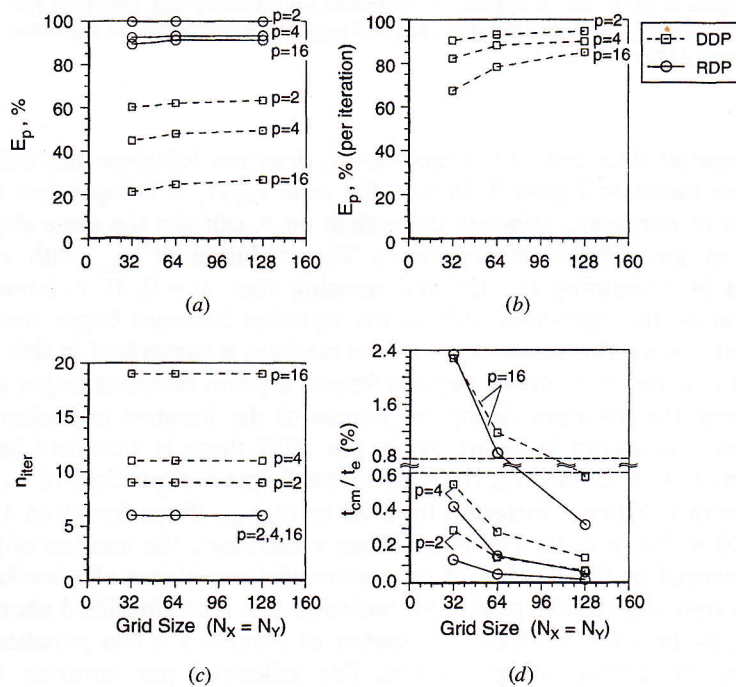 100
80
60
40
20
0
E_p, %
p=2
p=4
p=16
p=2
p=4
p=16
0 32 64 96 128 160
(a)
100
80
60
40
20
0
E_p, % (per iteration)
p=2
p=4
p=16
0 32 64 96 128 160
(b)
DDP
RDP
20
15
10
5
0
n_iter
p=16
p=4
p=2
p=2,4,16
0 32 64 96 128 160
Grid Size (N_X = N_Y)
(c)
2.4
1.6
0.8
0.6
0.4
0.2
0.0
t_cm / t_e (%)
p=16
p=4
p=2
0 32 64 96 128 160
Grid Size (N_X = N_Y)
(d)